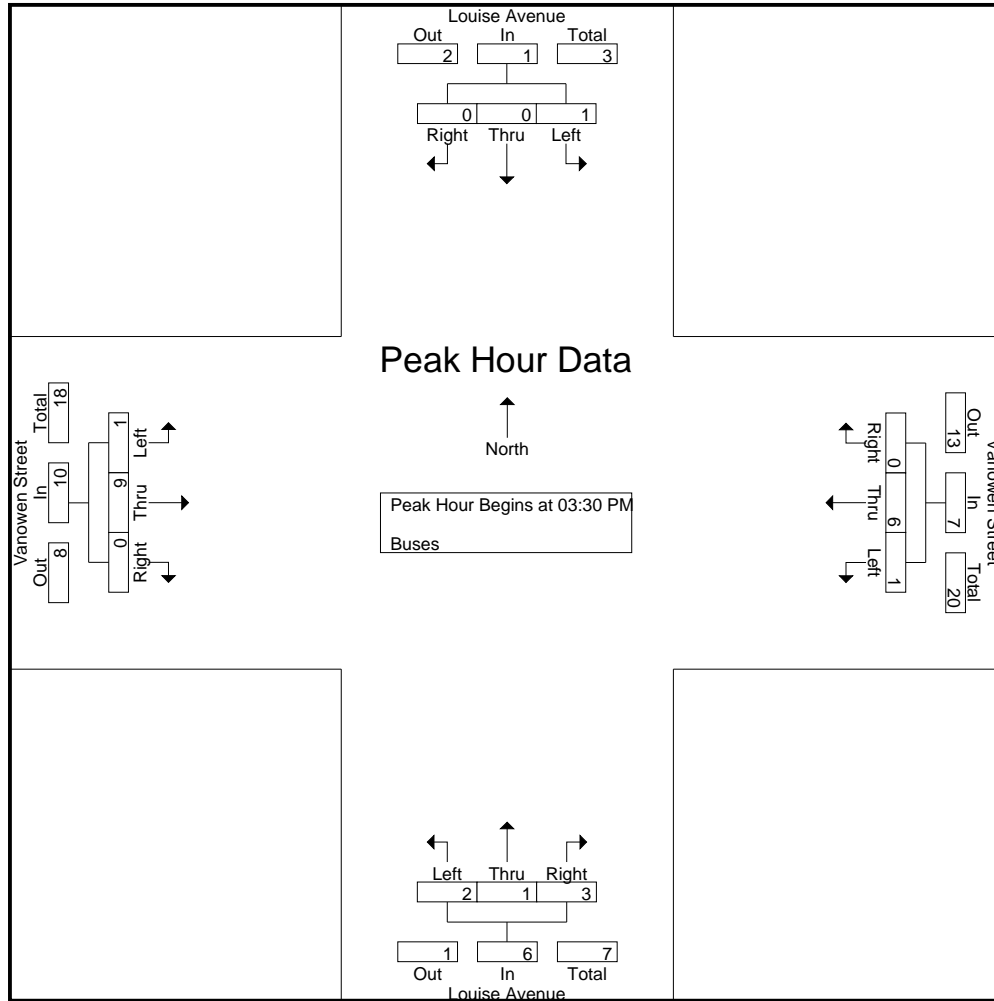 Louise Avenue
Out In Total
2 1 3
0 0 1
Right Thru Left
Peak Hour Data
North
Peak Hour Begins at 03:30 PM
Buses
Vanowen Street
Total In Out
18 10 8
1 9 0
Left Thru Right
Vanowen Street
Out In Total
13 7 20
0 6 1
Right Thru Left
Left Thru Right
2 1 3
1 6 7
Out In Total
Louise Avenue